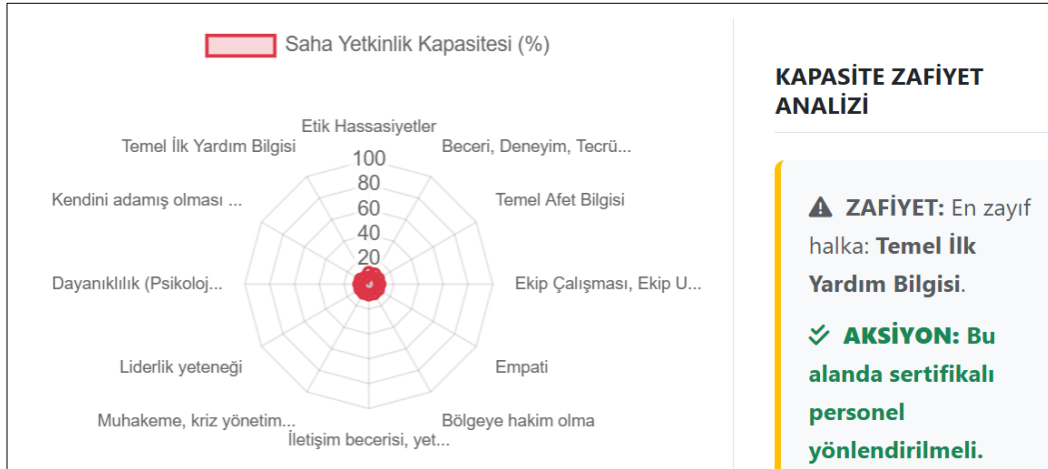 Saha Yetkinlik Kapasitesi (%)
Etik Hassasiyetler
Temel İlk Yardım Bilgisi
Beceri, Deneyim, Tecrü...
Kendini adamış olması ...
Temel Afet Bilgisi
Dayanıklılık (Psikoloj...
Ekip Çalışması, Ekip U...
Liderlik yeteneği
Empati
Muhakeme, kriz yönetim...
Bölgeye hakim olma
İletişim becerisi, yet...
100
80
60
40
20
KAPASİTE ZAFİYET
ANALİZİ
ZAFİYET: En zayıf
halka: Temel İlk
Yardım Bilgisi.
AKSİYON: Bu
alanda sertifikalı
personel
yönlendirilmeli.